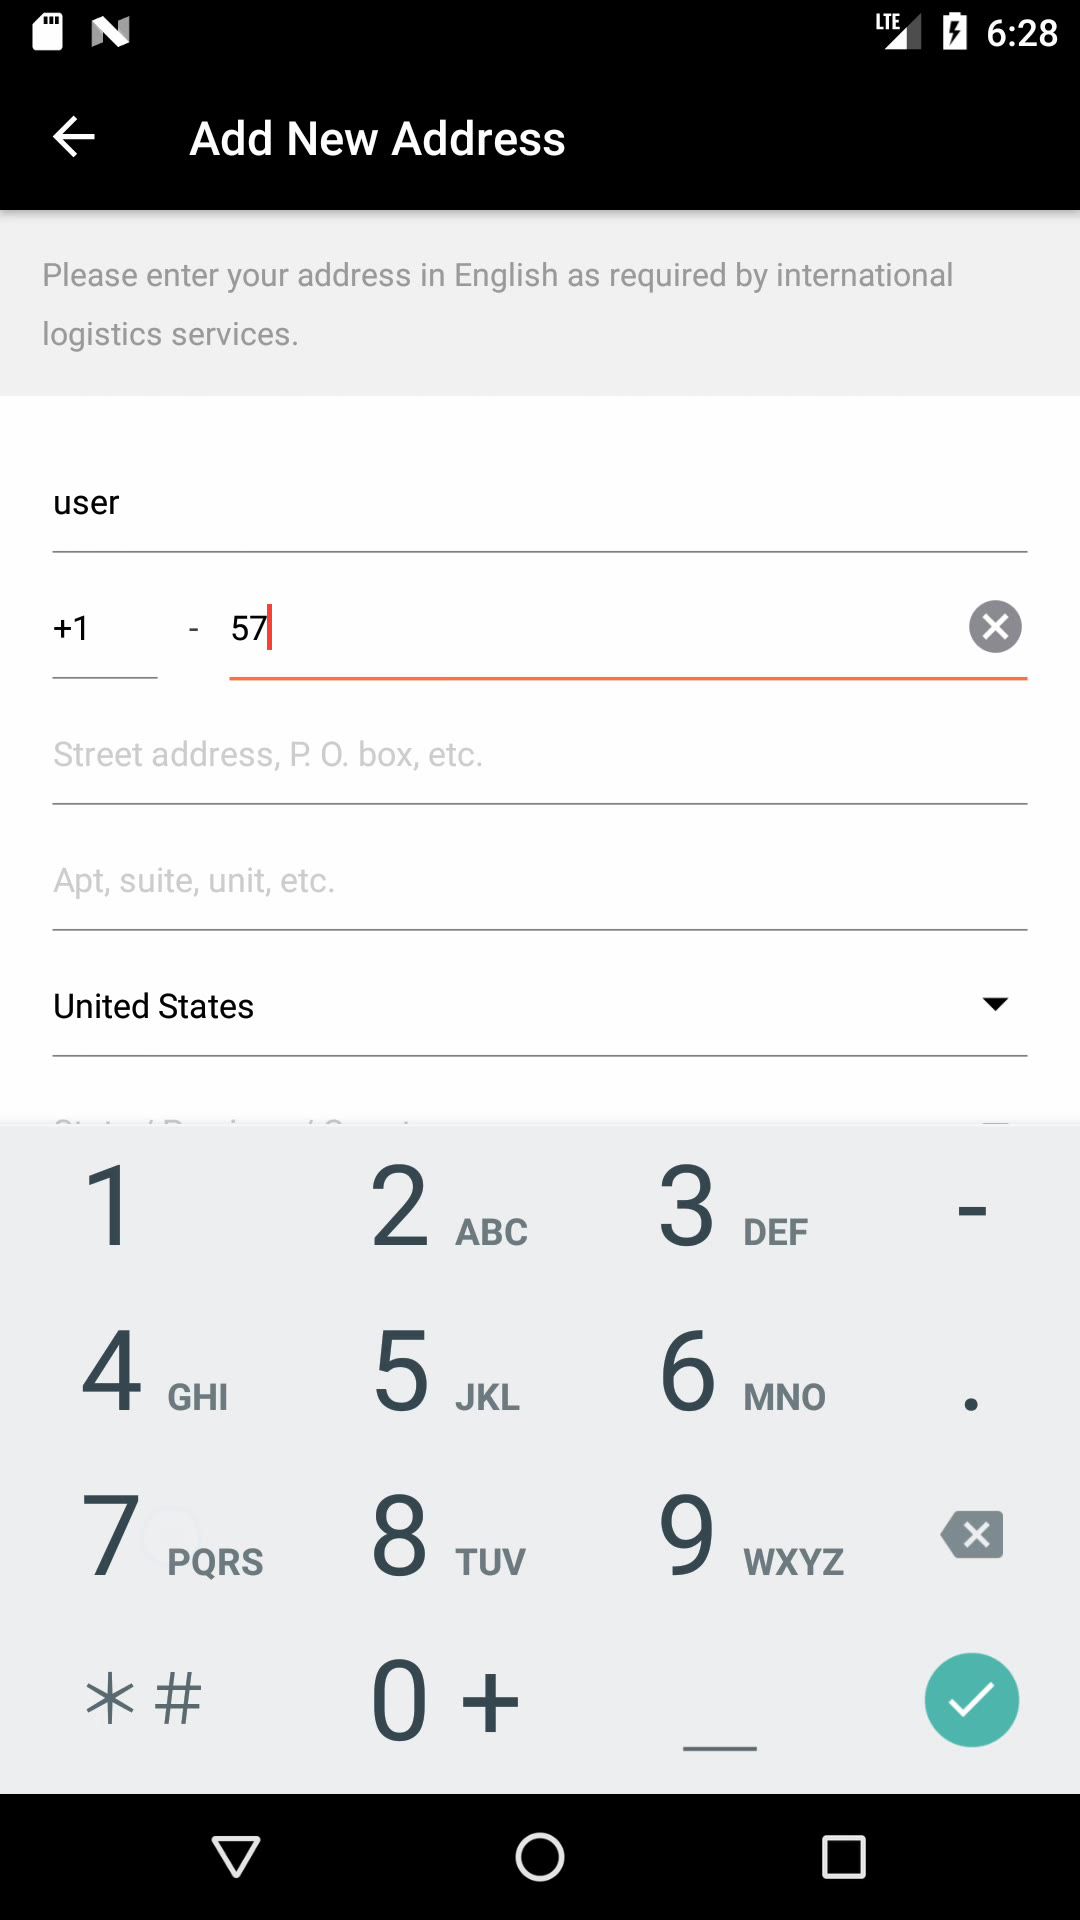 LTE 6:28
Add New Address
Please enter your address in English as required by international
logistics services.
user
+1 - 57
Street address, P. O. box, etc.
Apt, suite, unit, etc.
United States
1 2 ABC 3 DEF -
4 GHI 5 JKL 6 MNO .
7 PQRS 8 TUV 9 WXYZ
*# 0 +